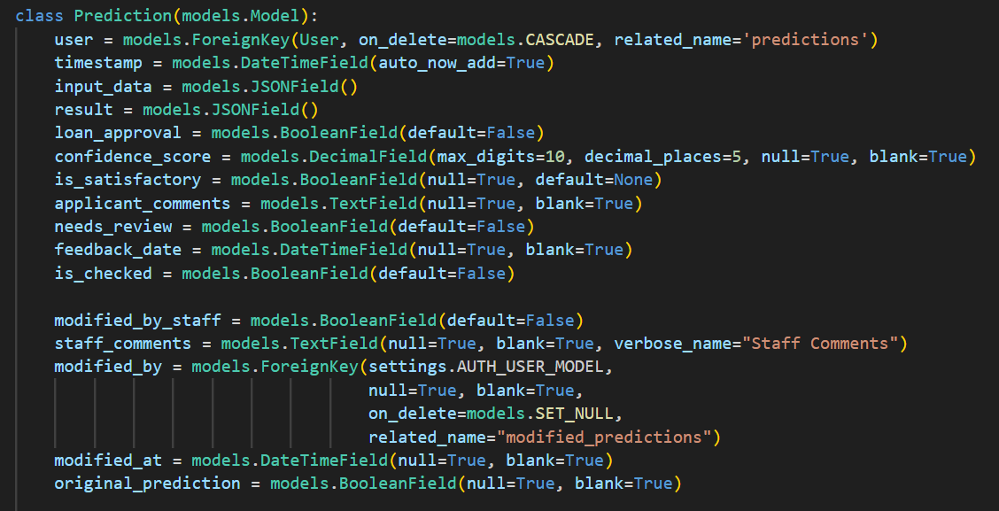 class Prediction(models.Model):
    user = models.ForeignKey(User, on_delete=models.CASCADE, related_name='predictions')
    timestamp = models.DateTimeField(auto_now_add=True)
    input_data = models.JSONField()
    result = models.JSONField()
    loan_approval = models.BooleanField(default=False)
    confidence_score = models.DecimalField(max_digits=10, decimal_places=5, null=True, blank=True)
    is_satisfactory = models.BooleanField(null=True, default=None)
    applicant_comments = models.TextField(null=True, blank=True)
    needs_review = models.BooleanField(default=False)
    feedback_date = models.DateTimeField(null=True, blank=True)
    is_checked = models.BooleanField(default=False)

    modified_by_staff = models.BooleanField(default=False)
    staff_comments = models.TextField(null=True, blank=True, verbose_name="Staff Comments")
    modified_by = models.ForeignKey(settings.AUTH_USER_MODEL,
                                    null=True, blank=True,
                                    on_delete=models.SET_NULL,
                                    related_name="modified_predictions")
    modified_at = models.DateTimeField(null=True, blank=True)
    original_prediction = models.BooleanField(null=True, blank=True)